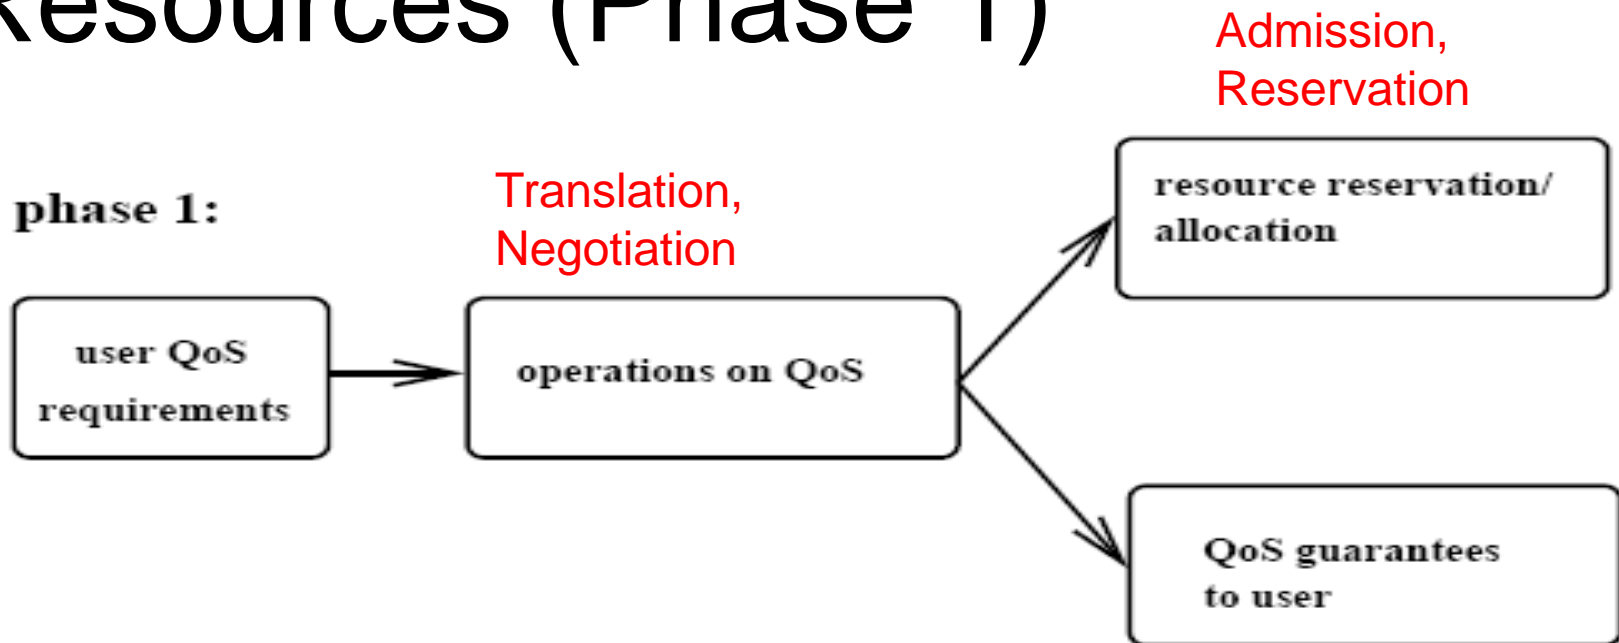 Resources (Phase 1)
Admission,
Reservation
phase 1:
Translation,
Negotiation
resource reservation/
allocation
user QoS
requirements
operations on QoS
QoS guarantees
to user